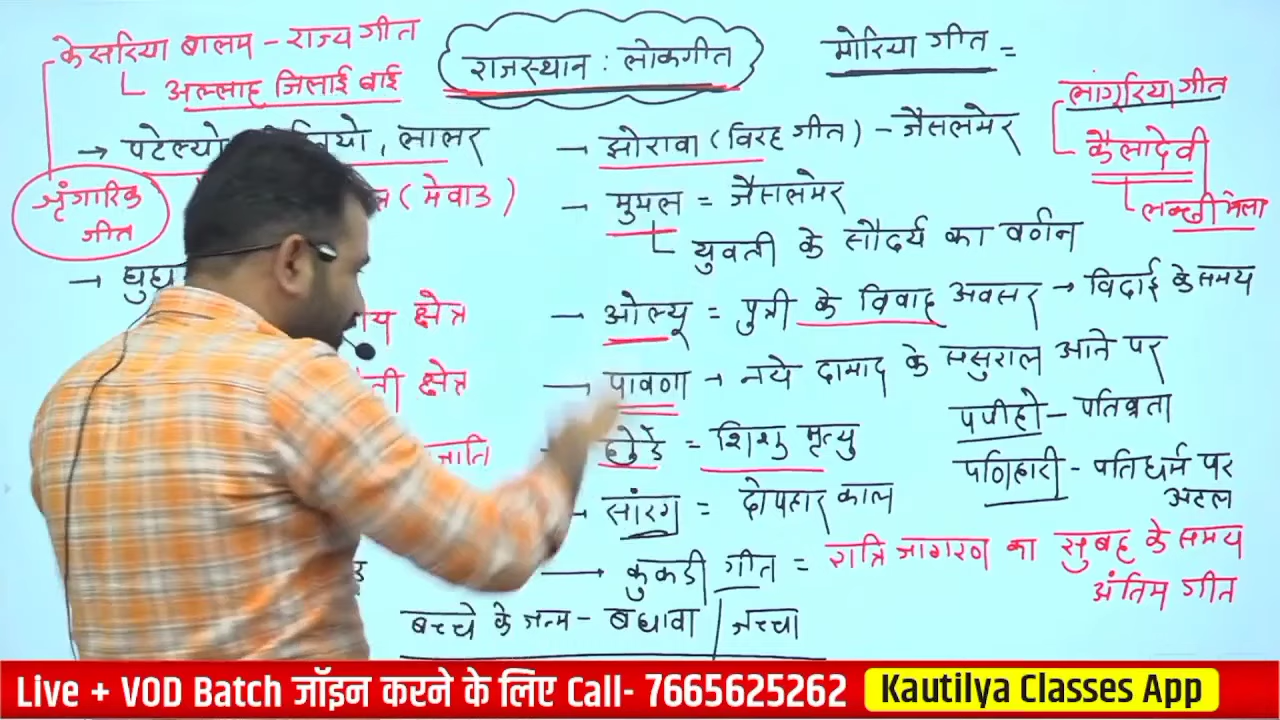 केसरिया बालम - राज्य गीत
अल्लाह जिलाई बाई
राजस्थान : लोकगीत
मोरिया गीत =
लांगुरिया गीत
कैलादेवी
लक्खी मेला
→ पटेल्यो, लालर
श्रृंगारिक
गीत
(मेवाड)
→
क्षेत्र
क्षेत्र
जाति
→ झोरावा (विरह गीत) - जैसलमेर
→ मुमल = जैसलमेर
युवती के सौदर्य का वर्णन
→ ओल्यू = पुत्री के विवाह अवसर → विदाई के समय
→ पावणा → नये दामाद के ससुराल आने पर
पपीहो - पतिव्रता
= शिशु मृत्यु
पणिहारी - पतिधर्म पर
अटल
सांरग = दोपहार काल
→ कुकडी गीत = रात्रि जागरण का सुबह के समय
अंतिम गीत
बच्चे के जन्म - बधावा / जच्चा
Live + VOD Batch जॉइन करने के लिए Call- 7665625262 Kautilya Classes App